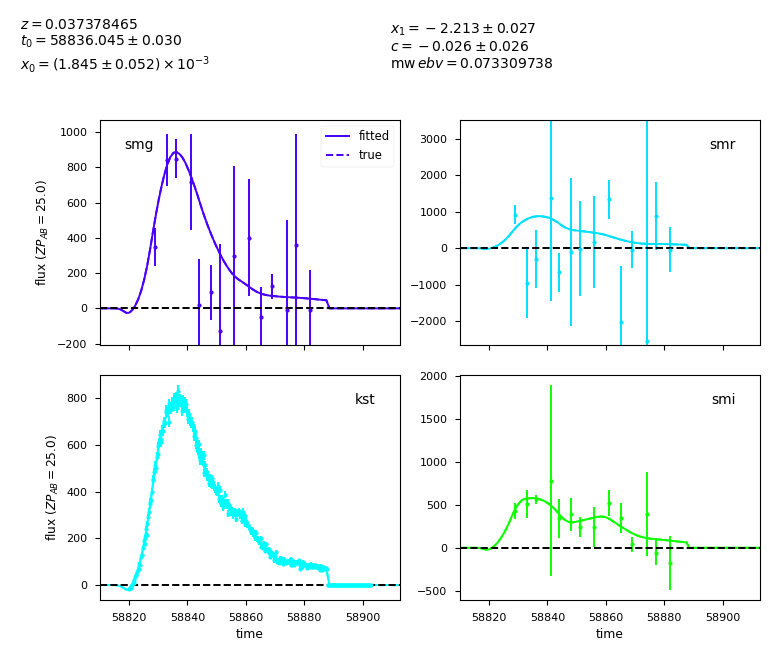 z = 0.037378465
t₀ = 58836.045 ± 0.030
x₀ = (1.845 ± 0.052) × 10⁻³
x₁ = −2.213 ± 0.027
c = −0.026 ± 0.026
mw ebv = 0.073309738
smg
fitted
true
flux (ZP_AB = 25.0)
1000
800
600
400
200
0
−200
smr
3000
2000
1000
0
−1000
−2000
kst
flux (ZP_AB = 25.0)
800
600
400
200
0
58820 58840 58860 58880 58900
time
smi
2000
1500
1000
500
0
−500
58820 58840 58860 58880 58900
time